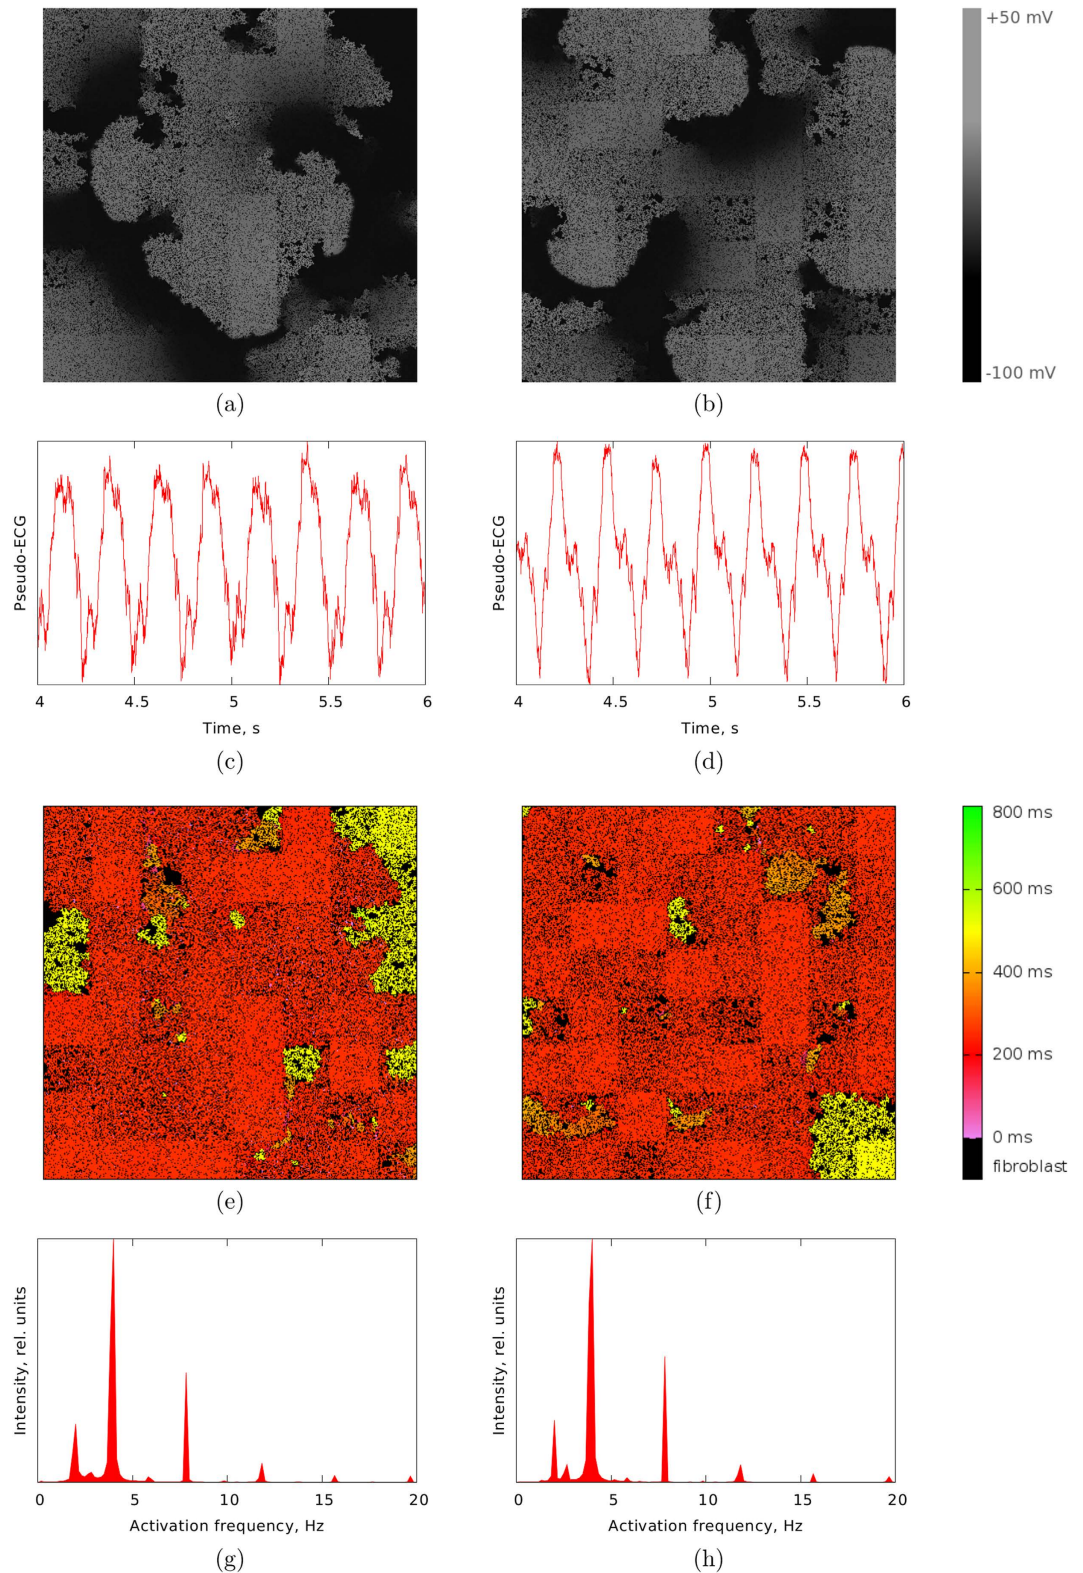 +50 mV
-100 mV
(a)
(b)
Pseudo-ECG
4 4.5 5 5.5 6
Time, s
(c)
Pseudo-ECG
4 4.5 5 5.5 6
Time, s
(d)
800 ms
600 ms
400 ms
200 ms
0 ms
fibroblast
(e)
(f)
Intensity, rel. units
0 5 10 15 20
Activation frequency, Hz
(g)
Intensity, rel. units
0 5 10 15 20
Activation frequency, Hz
(h)